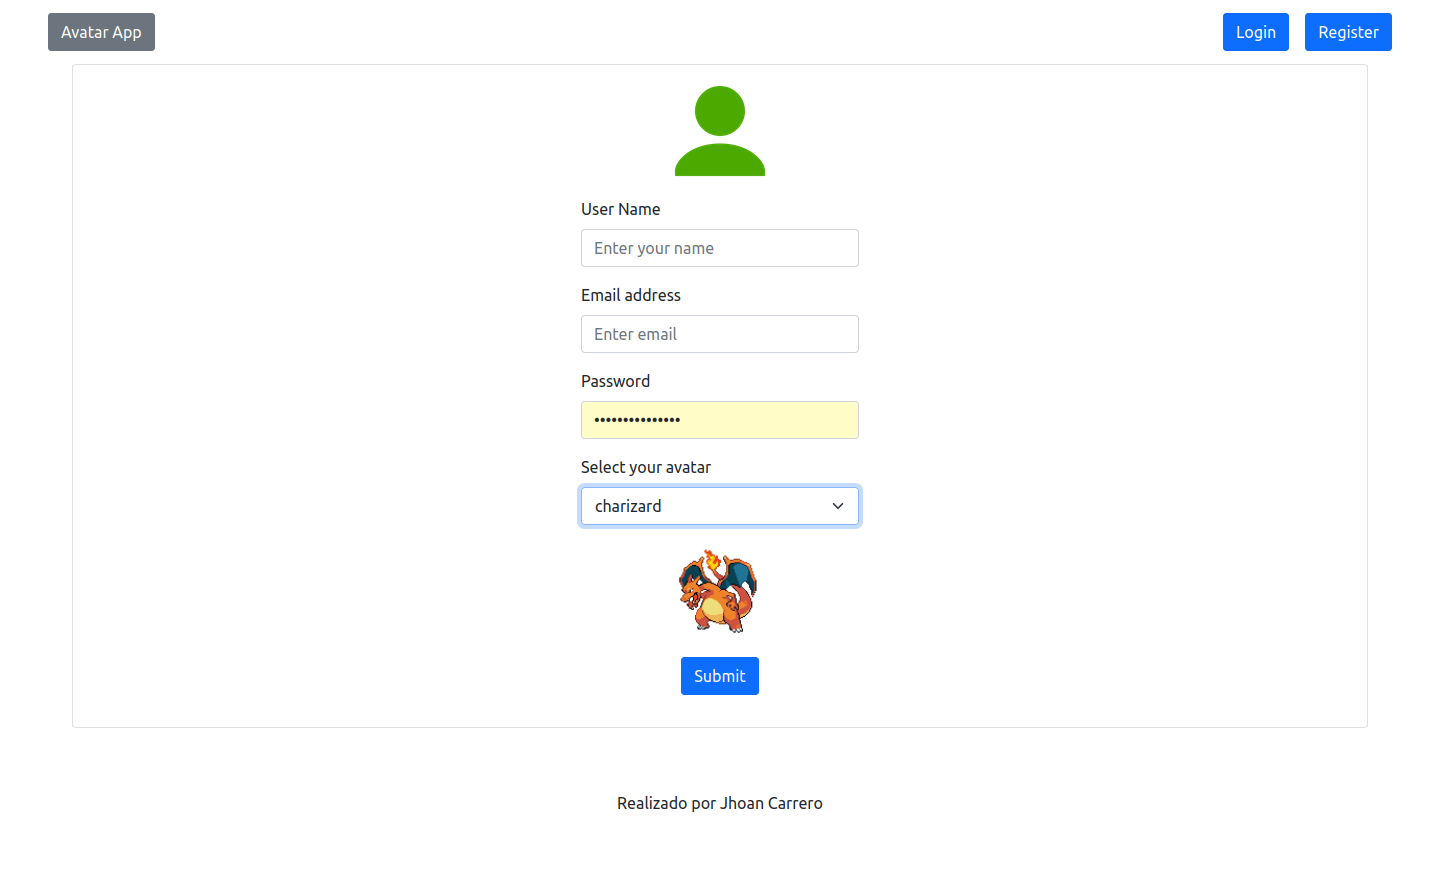 Avatar App
Login
Register
User Name
Enter your name
Email address
Enter email
Password
•••••••••••••••
Select your avatar
charizard
Submit
Realizado por Jhoan Carrero